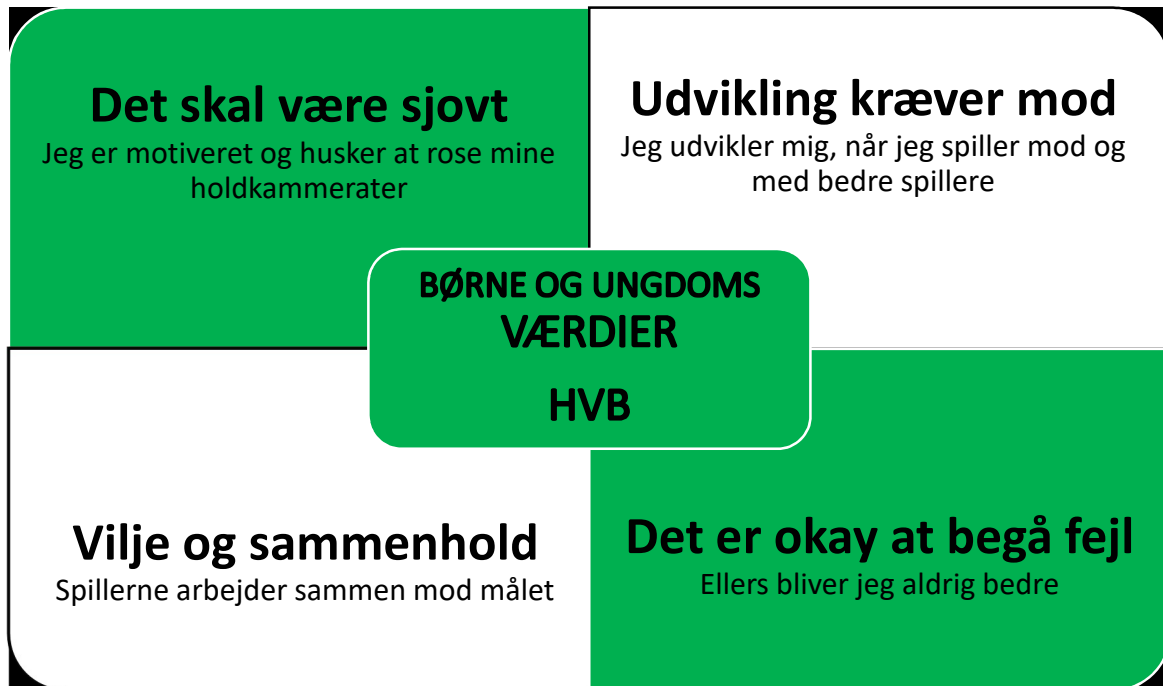 Det skal være sjovt
Jeg er motiveret og husker at rose mine
holdkammerater
Udvikling kræver mod
Jeg udvikler mig, når jeg spiller mod og
med bedre spillere
BØRNE OG UNGDOMS
VÆRDIER
HVB
Vilje og sammenhold
Spillerne arbejder sammen mod målet
Det er okay at begå fejl
Ellers bliver jeg aldrig bedre